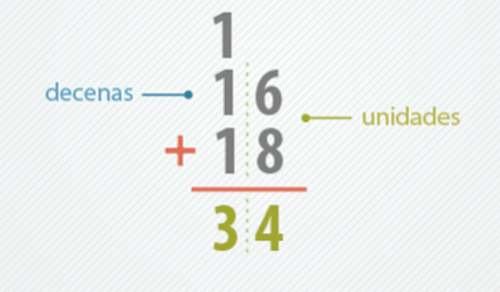 1
decenas 16
unidades
+ 18
34